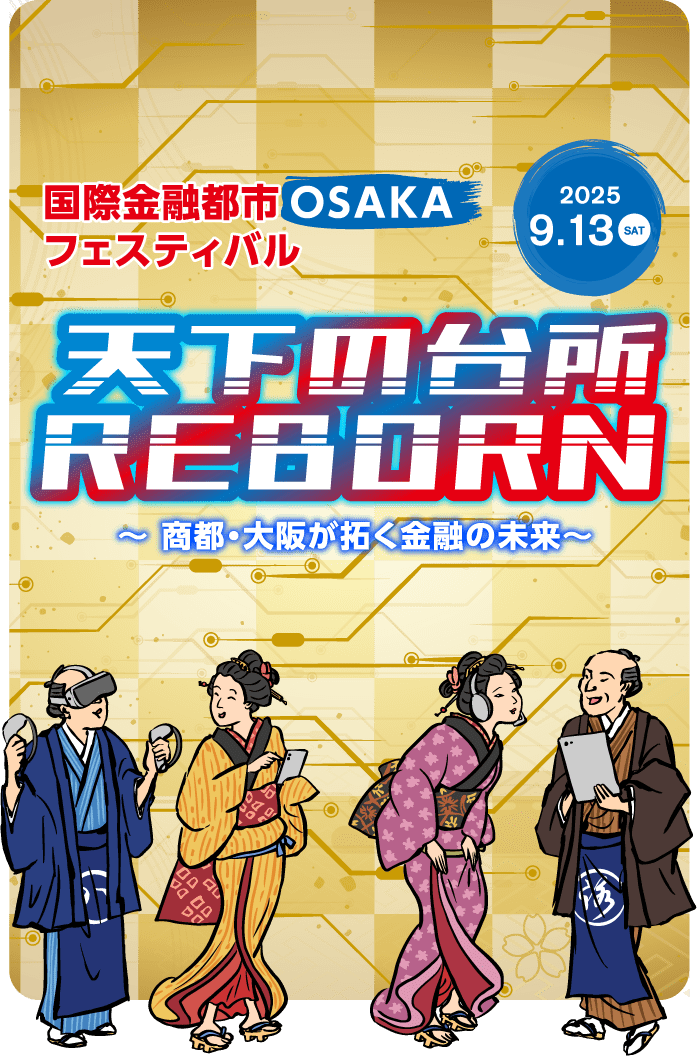 国際金融都市OSAKA
フェスティバル
2025
9.13 SAT
天下の台所
REBORN
～ 商都・大阪が拓く金融の未来～